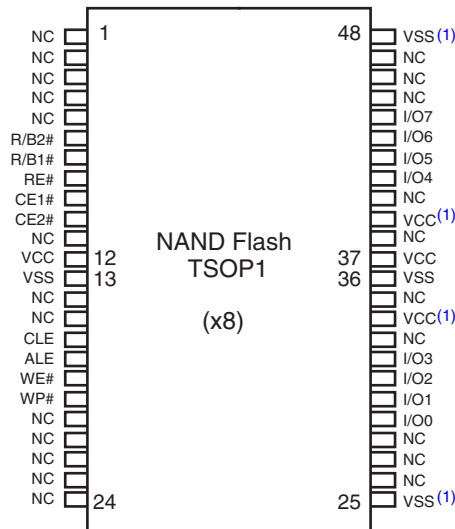 NC 1 48 VSS(1)
NC NC
NC NC
NC NC
NC I/O7
R/B2# I/O6
R/B1# I/O5
RE# I/O4
CE1# NC
CE2# VCC(1)
NC NAND Flash NC
VCC 12 TSOP1 37 VCC
VSS 13 36 VSS
NC NC
NC (x8) VCC(1)
CLE NC
ALE I/O3
WE# I/O2
WP# I/O1
NC I/O0
NC NC
NC NC
NC NC
NC 24 25 VSS(1)